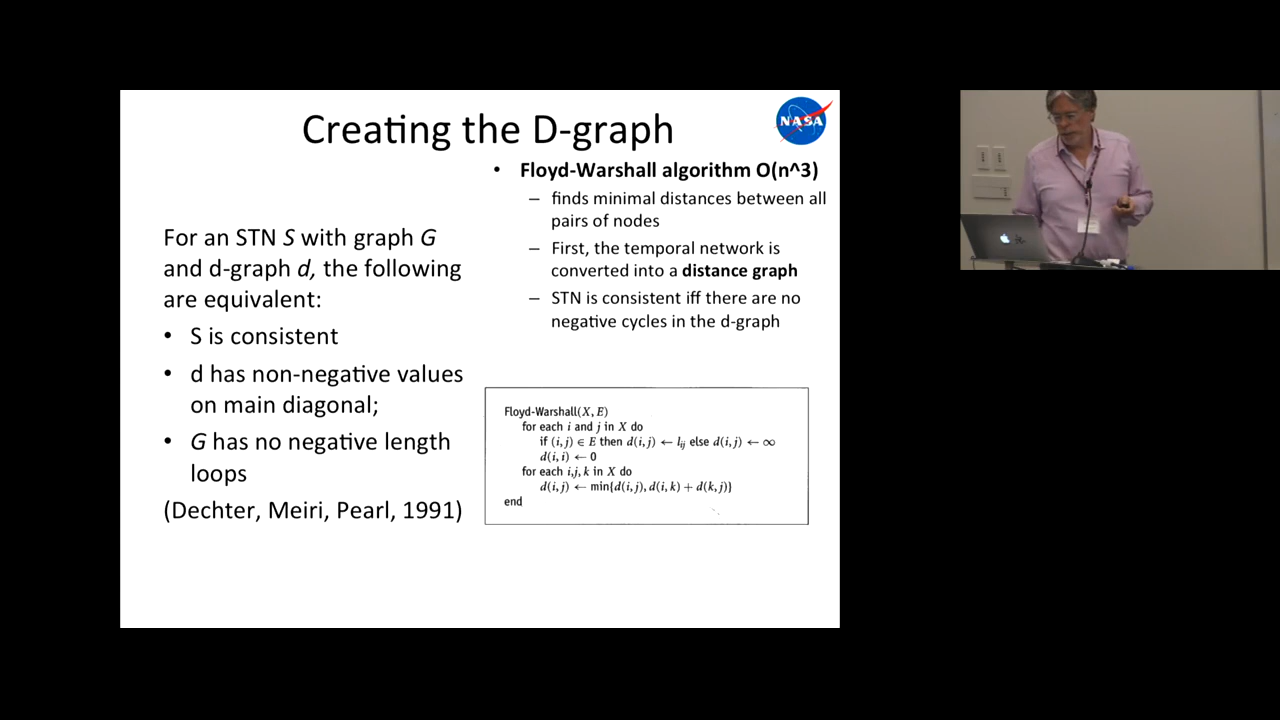 Creating the D-graph
NASA
For an STN S with graph G
and d-graph d, the following
are equivalent:
• S is consistent
• d has non-negative values
on main diagonal;
• G has no negative length
loops
(Dechter, Meiri, Pearl, 1991)
• Floyd-Warshall algorithm O(n^3)
– finds minimal distances between all
pairs of nodes
– First, the temporal network is
converted into a distance graph
– STN is consistent iff there are no
negative cycles in the d-graph
Floyd-Warshall(X, E)
for each i and j in X do
if (i, j) ∈ E then d(i, j) ← lij else d(i, j) ← ∞
d(i, i) ← 0
for each i,j, k in X do
d(i, j) ← min{d(i, j), d(i, k) + d(k, j)}
end